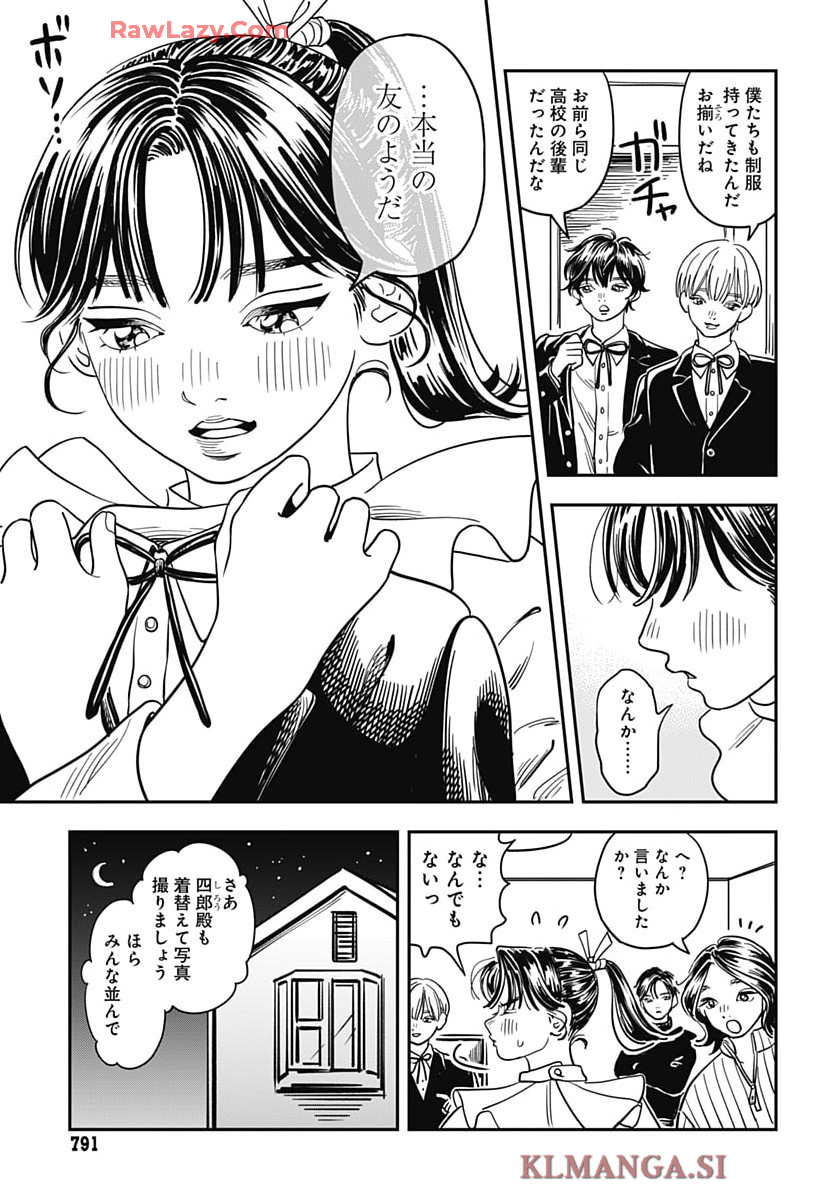 RawLazy.Com
僕たちも制服
持ってきたんだ
お揃いだね
そろ
お前ら同じ
高校の後輩
だったんだな
ガチャ
なんか……
…本当の
友のようだ
ボソ…
へ?
なんか
言いました
か?
な…
なんでも
ないっ
さあ
四郎殿も
しろう
着替えて写真
撮りましょう
ほら
みんな並んで
791
KLMANGA.SI